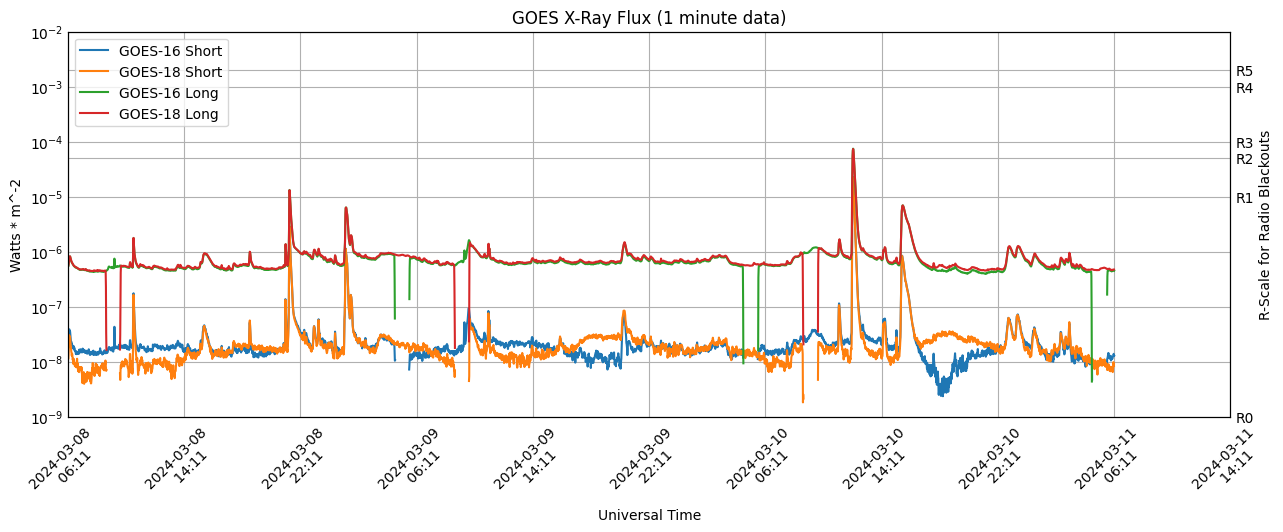 GOES X-Ray Flux (1 minute data)
GOES-16 Short
GOES-18 Short
GOES-16 Long
GOES-18 Long
10^-2
10^-3
10^-4
10^-5
10^-6
10^-7
10^-8
10^-9
Watts * m^-2
R5
R4
R3
R2
R1
R0
R-Scale for Radio Blackouts
2024-03-08
06:11
2024-03-08
14:11
2024-03-08
22:11
2024-03-09
06:11
2024-03-09
14:11
2024-03-09
22:11
2024-03-10
06:11
2024-03-10
14:11
2024-03-10
22:11
2024-03-11
06:11
2024-03-11
14:11
Universal Time